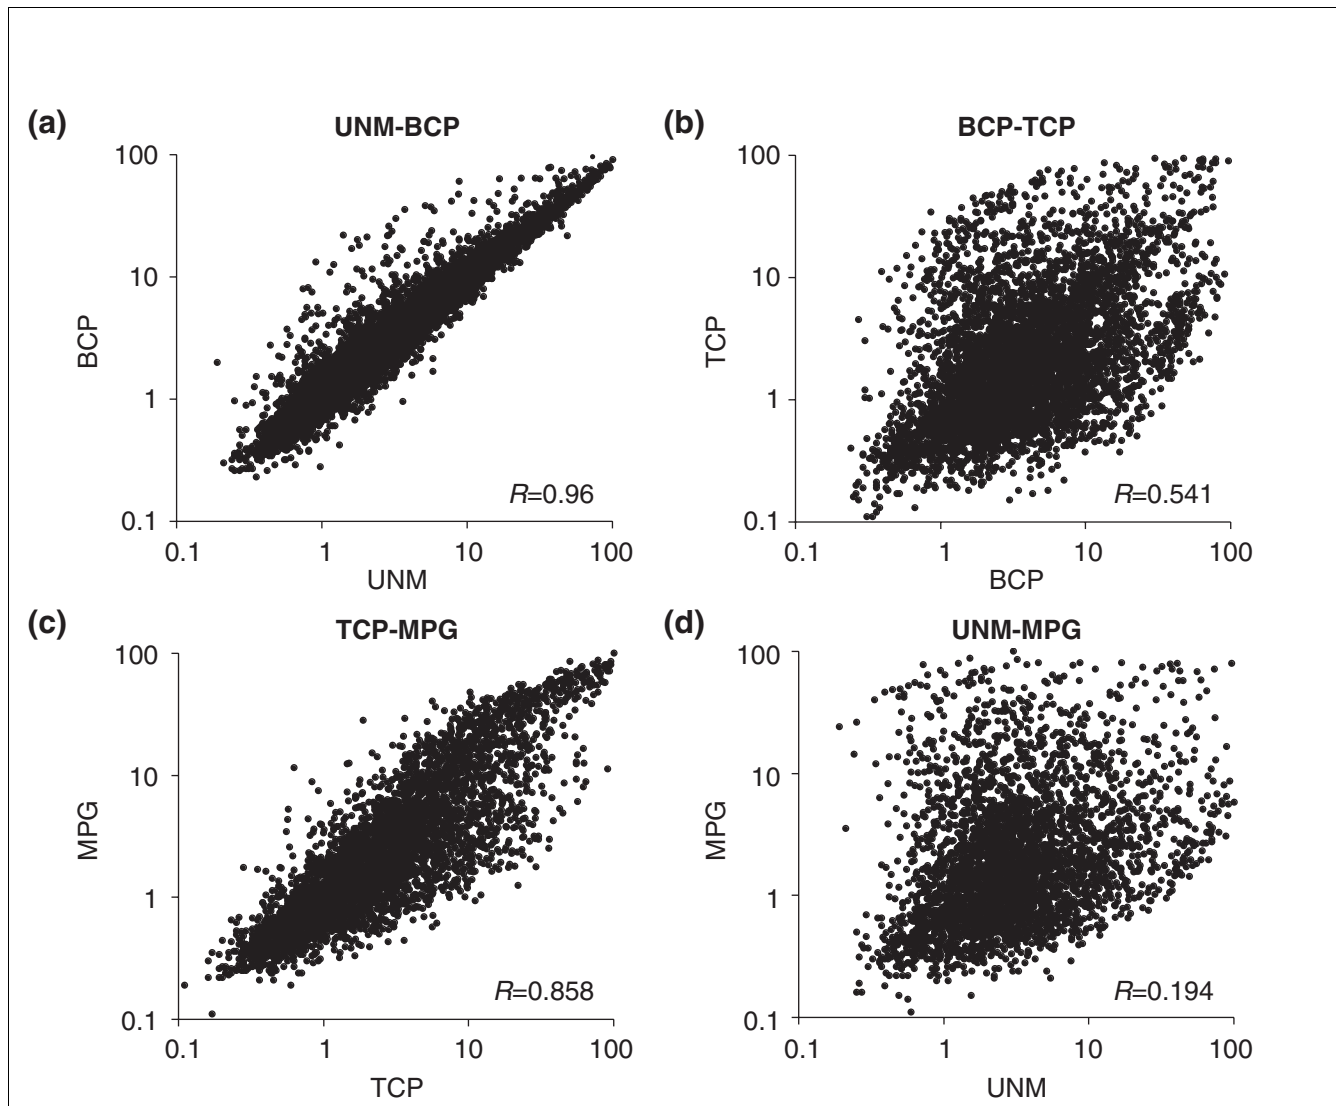 (a)
UNM-BCP
100
10
1
0.1
BCP
R=0.96
0.1 1 10 100
UNM
(b)
BCP-TCP
100
10
1
0.1
TCP
R=0.541
0.1 1 10 100
BCP
(c)
TCP-MPG
100
10
1
0.1
MPG
R=0.858
0.1 1 10 100
TCP
(d)
UNM-MPG
100
10
1
0.1
MPG
R=0.194
0.1 1 10 100
UNM